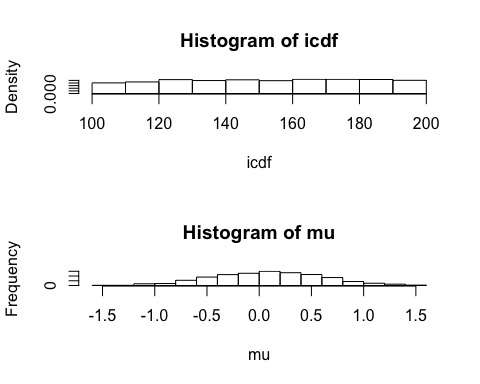 Histogram of icdf
Density
0.000
100 120 140 160 180 200
icdf
Histogram of mu
Frequency
0
-1.5 -1.0 -0.5 0.0 0.5 1.0 1.5
mu